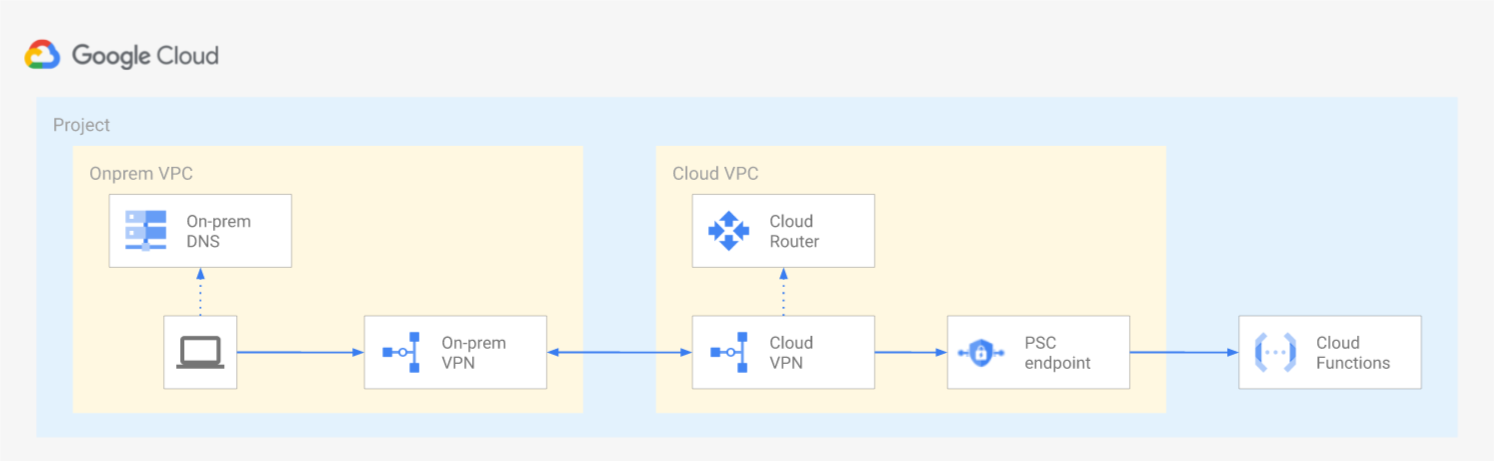 Google Cloud
Project
Onprem VPC
On-prem
DNS
On-prem
VPN
Cloud VPC
Cloud
Router
Cloud
VPN
PSC
endpoint
Cloud
Functions